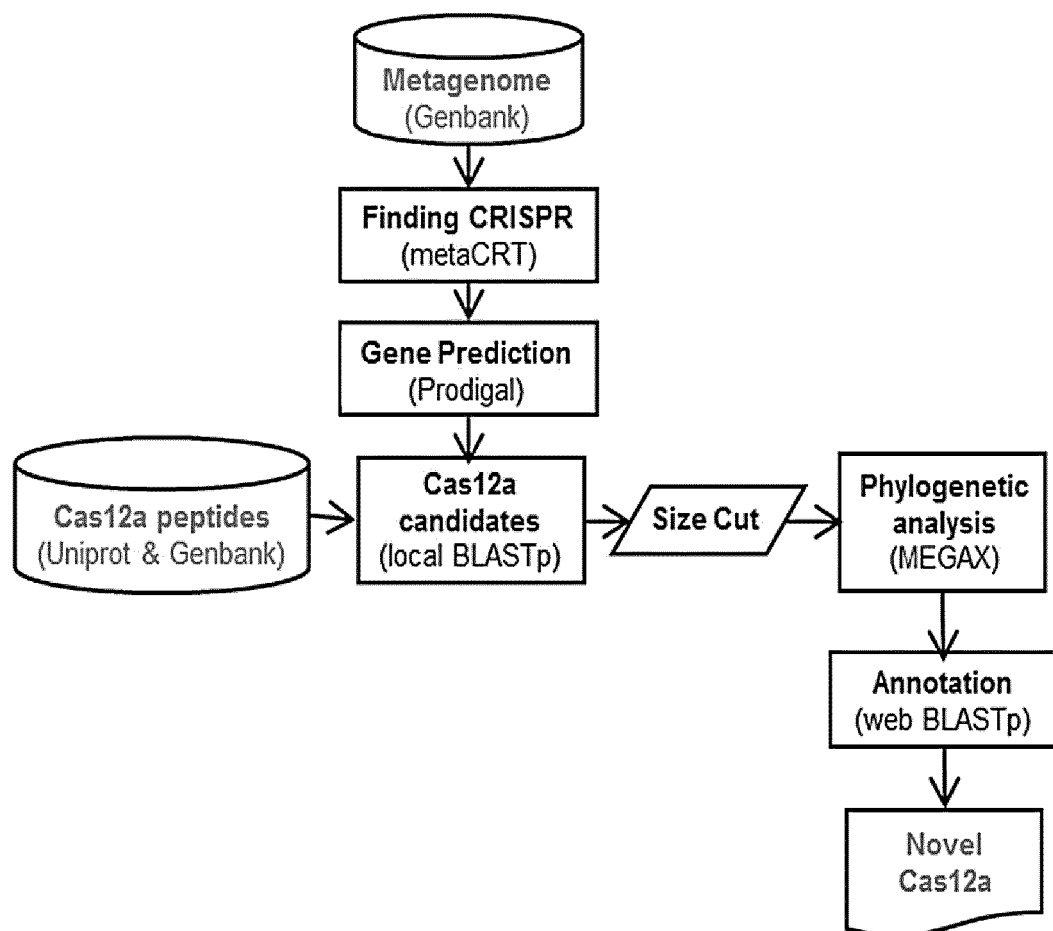 Metagenome
(Genbank)
Finding CRISPR
(metaCRT)
Gene Prediction
(Prodigal)
Cas12a peptides
(Uniprot & Genbank)
Cas12a
candidates
(local BLASTp)
Size Cut
Phylogenetic
analysis
(MEGAX)
Annotation
(web BLASTp)
Novel
Cas12a